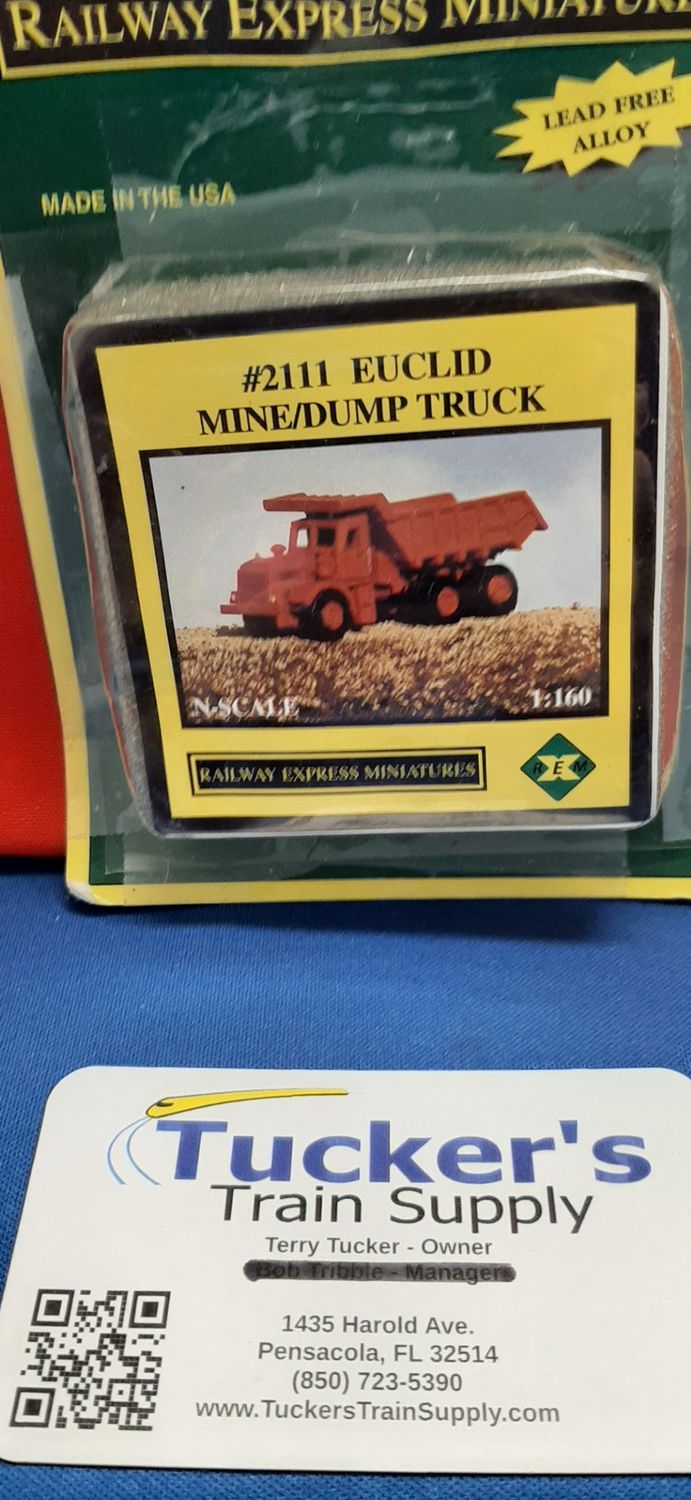 RAILWAY EXPRESS MINIATURE
LEAD FREE
ALLOY
MADE IN THE USA
#2111 EUCLID
MINE/DUMP TRUCK
N-SCALE
1:160
RAILWAY EXPRESS MINIATURES
R E M
Tucker's
Train Supply
Terry Tucker - Owner
Bob Tribble - Manager
1435 Harold Ave.
Pensacola, FL 32514
(850) 723-5390
www.TuckersTrainSupply.com